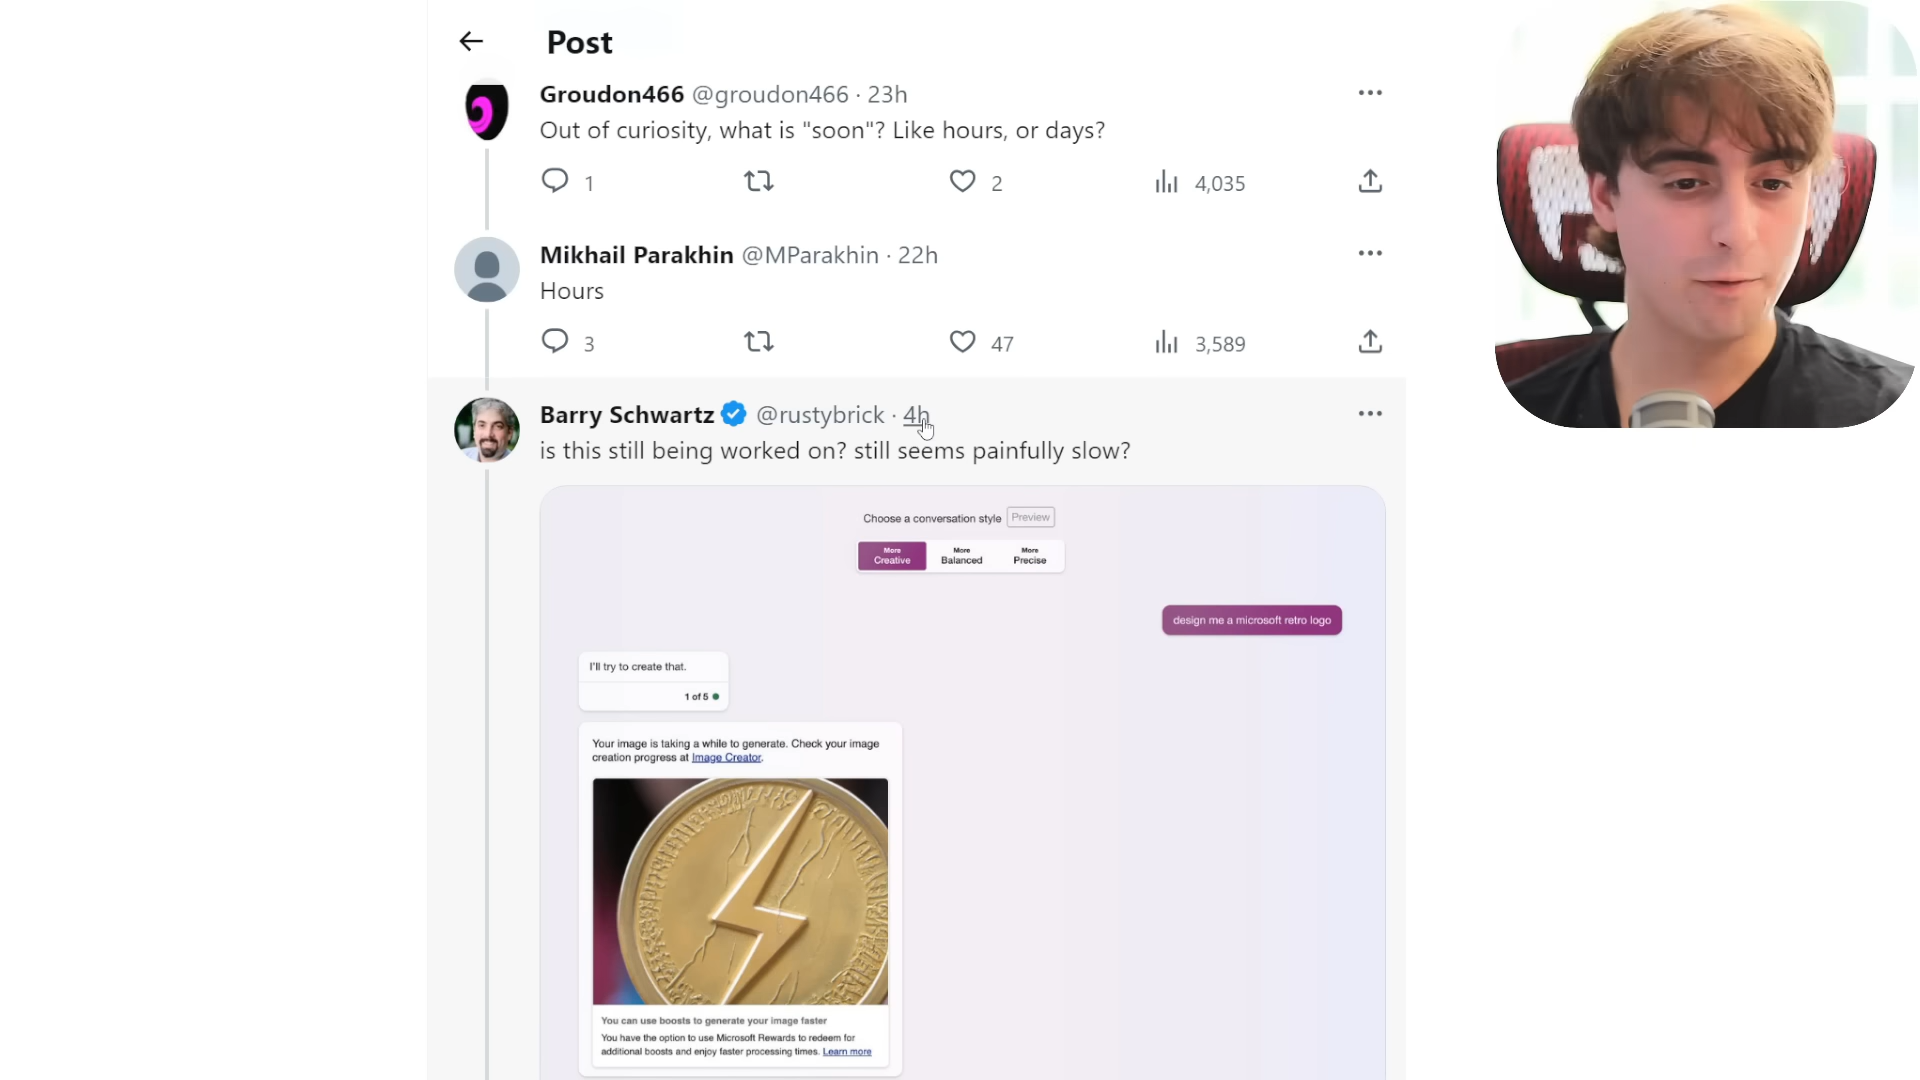 Post
Groudon466 @groudon466 · 23h
Out of curiosity, what is "soon"? Like hours, or days?
1 2 4,035
Mikhail Parakhin @MParakhin · 22h
Hours
3 47 3,589
Barry Schwartz @rustybrick · 4h
is this still being worked on? still seems painfully slow?
Choose a conversation style Preview
More Creative More Balanced More Precise
design me a microsoft retro logo
I'll try to create that.
1 of 5
Your image is taking a while to generate. Check your image
creation progress at Image Creator.
You can use boosts to generate your image faster
You have the option to use Microsoft Rewards to redeem for
additional boosts and enjoy faster processing times. Learn more